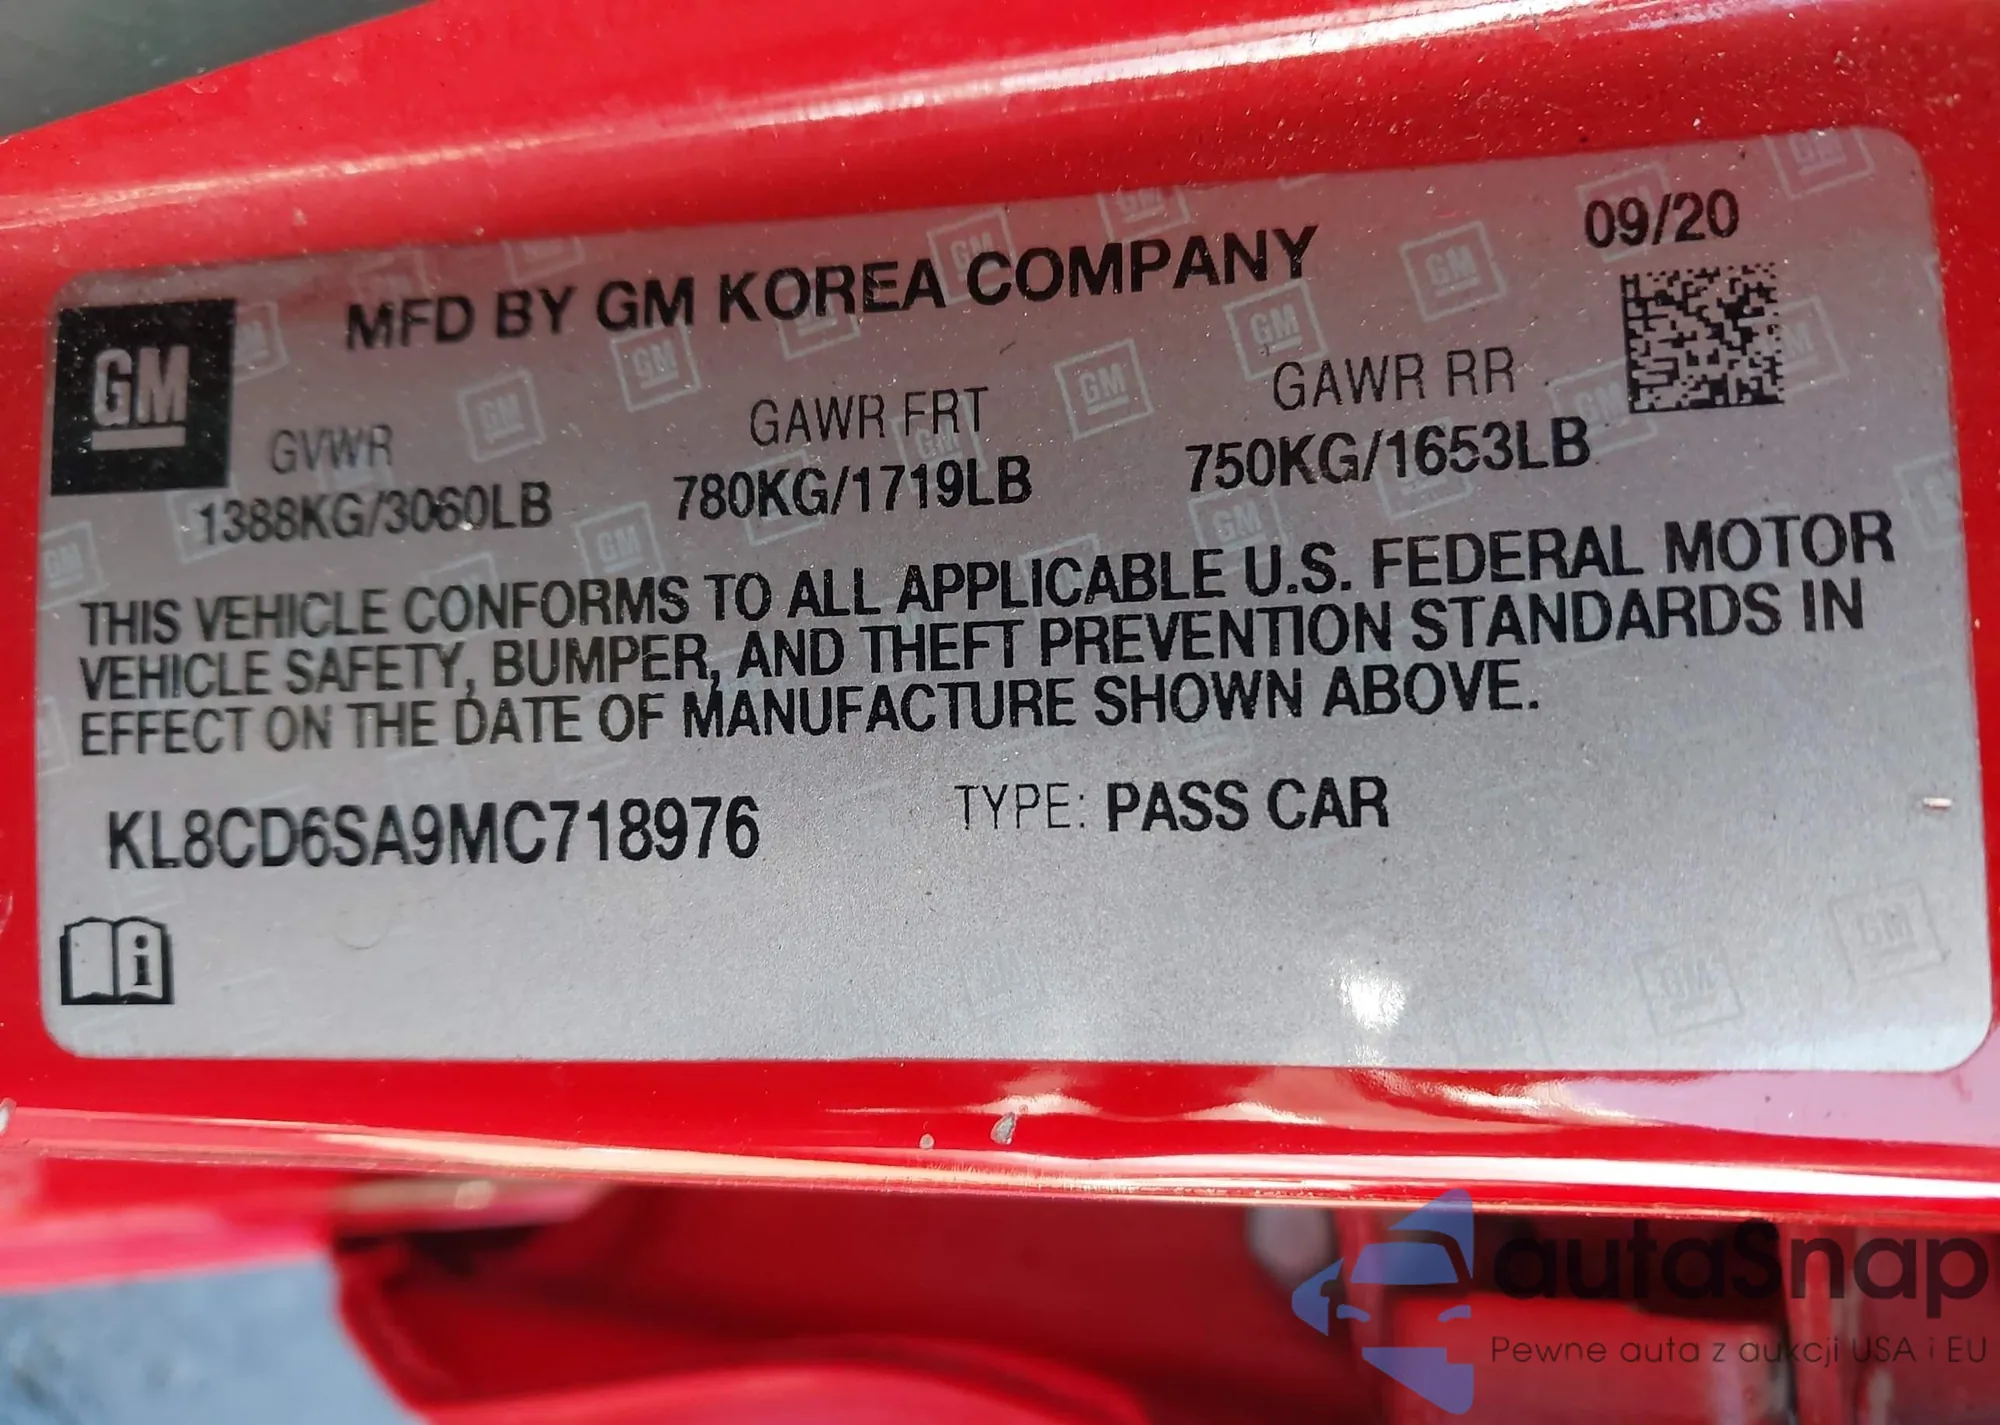 MFD BY GM KOREA COMPANY 09/20
GM
GVWR GAWR FRT GAWR RR
1388KG/3060LB 780KG/1719LB 750KG/1653LB
THIS VEHICLE CONFORMS TO ALL APPLICABLE U.S. FEDERAL MOTOR
VEHICLE SAFETY, BUMPER, AND THEFT PREVENTION STANDARDS IN
EFFECT ON THE DATE OF MANUFACTURE SHOWN ABOVE.
KL8CD6SA9MC718976 TYPE: PASS CAR
i
autaSnap
Pewne auta z aukcji USA i EU